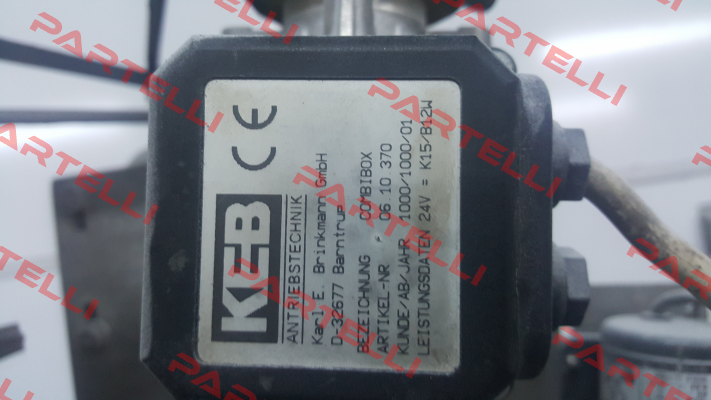 KEB
CE
ANTRIEBSTECHNIK
Karl E. Brinkmann GmbH
D-32677 Barntrup
BEZEICHNUNG COMBIBOX
ARTIKEL-NR 06 10 370
KUNDE/AB/JAHR 1000/1000/01
LEISTUNGSDATEN 24V = K15/B12W
PARTELLI
PARTELLI
PARTELLI
PARTELLI
PARTELLI
PARTELLI
PARTELLI
PARTELLI
PARTELLI